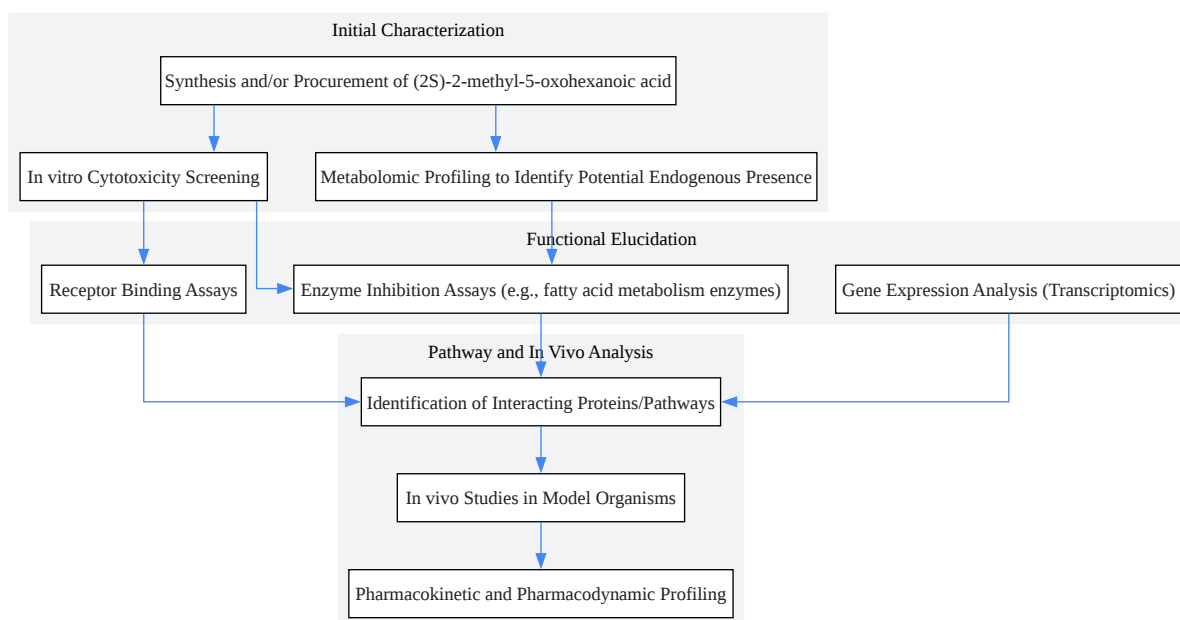 Initial Characterization
Synthesis and/or Procurement of (2S)-2-methyl-5-oxohexanoic acid
In vitro Cytotoxicity Screening
Metabolomic Profiling to Identify Potential Endogenous Presence
Functional Elucidation
Receptor Binding Assays
Enzyme Inhibition Assays (e.g., fatty acid metabolism enzymes)
Gene Expression Analysis (Transcriptomics)
Pathway and In Vivo Analysis
Identification of Interacting Proteins/Pathways
In vivo Studies in Model Organisms
Pharmacokinetic and Pharmacodynamic Profiling